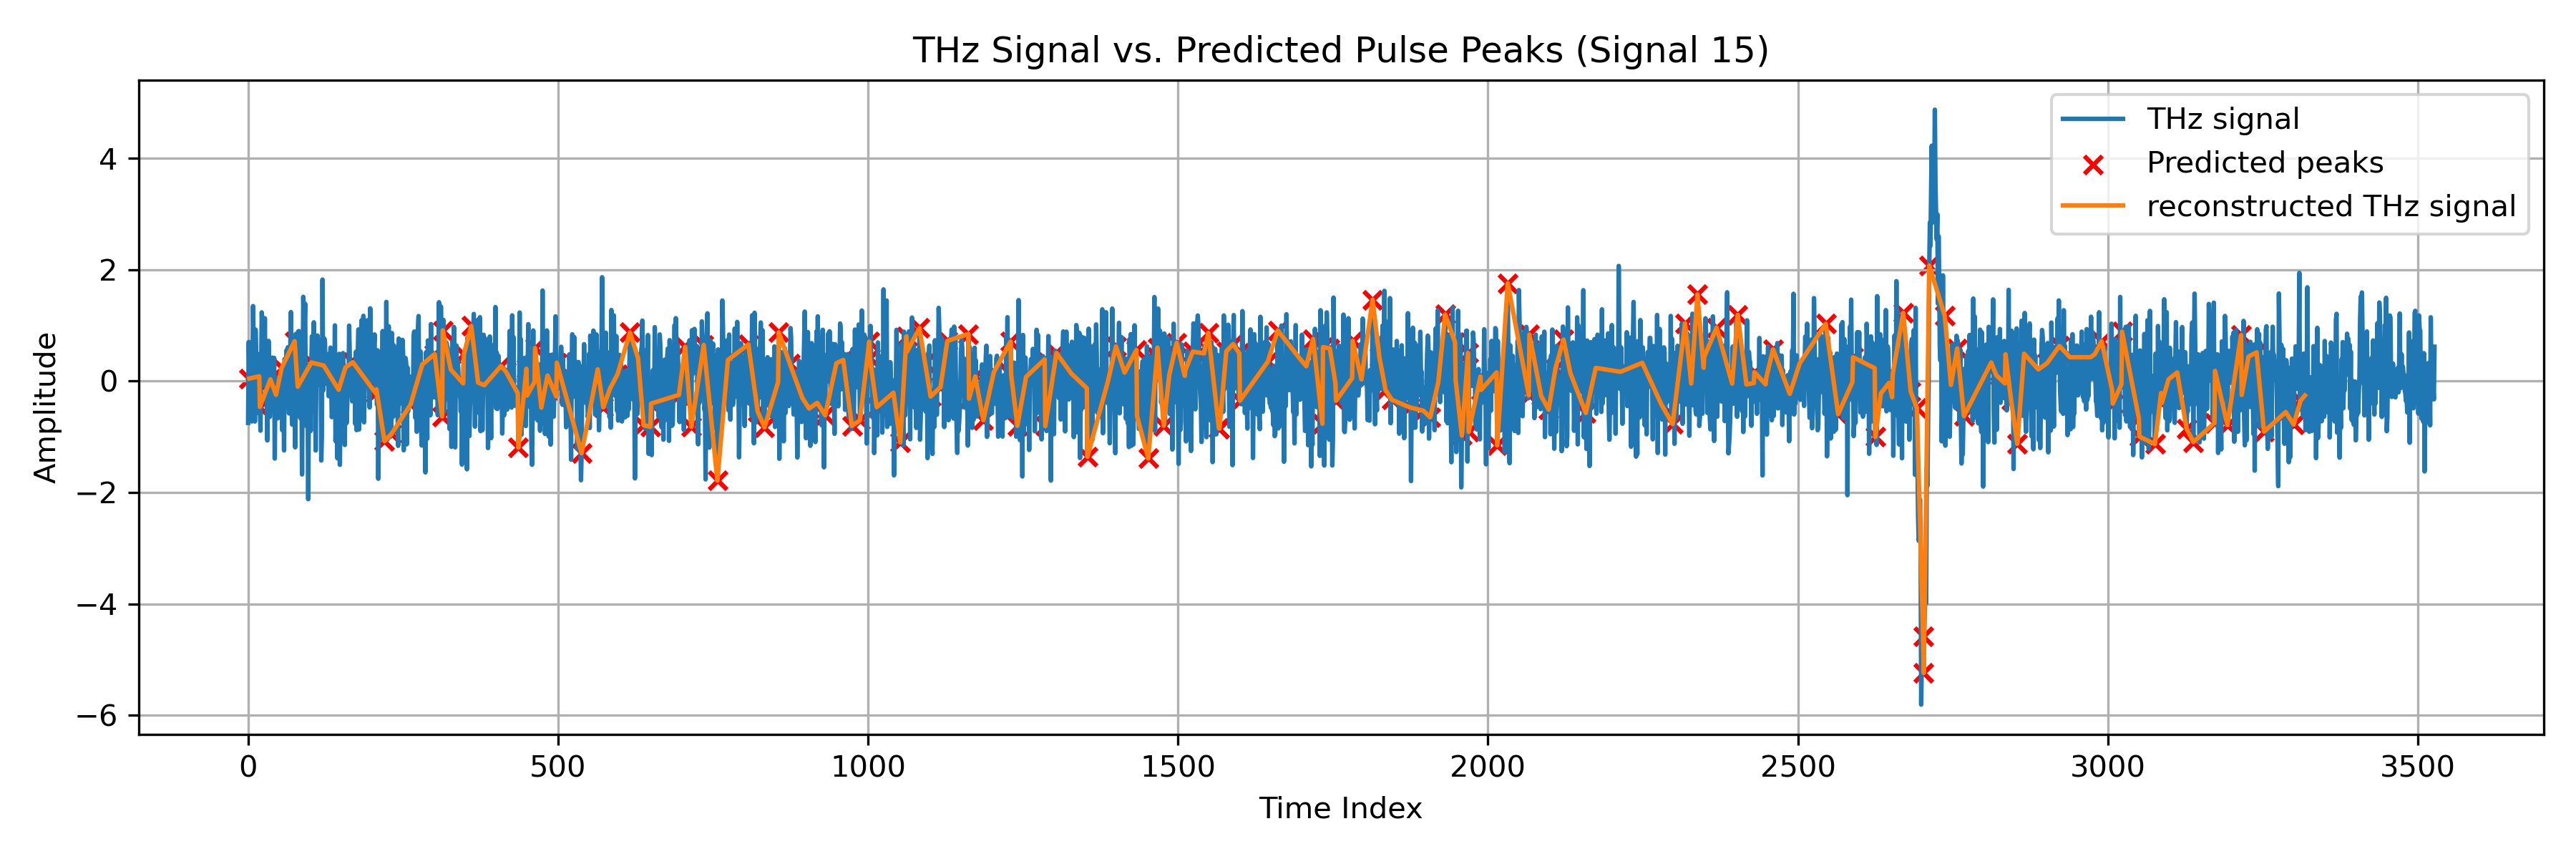 THz Signal vs. Predicted Pulse Peaks (Signal 15)
THz signal
Predicted peaks
reconstructed THz signal
Amplitude
4
2
0
−2
−4
−6
0 500 1000 1500 2000 2500 3000 3500
Time Index